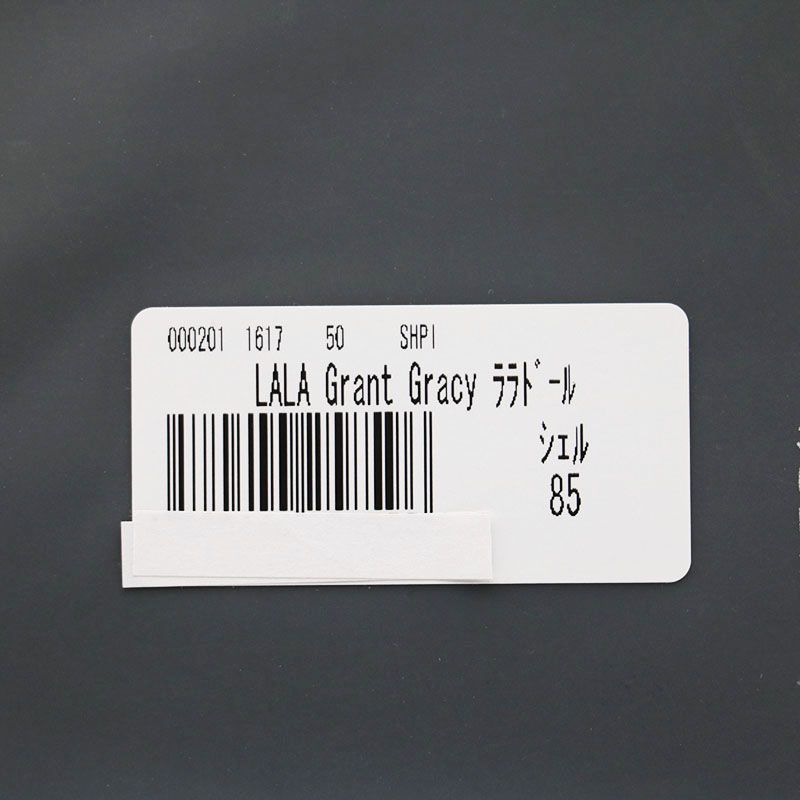 000201 1617 50 SHPI
LALA Grant Gracy ﾗﾗﾄﾞｰﾙ
ｼｪﾙ
85